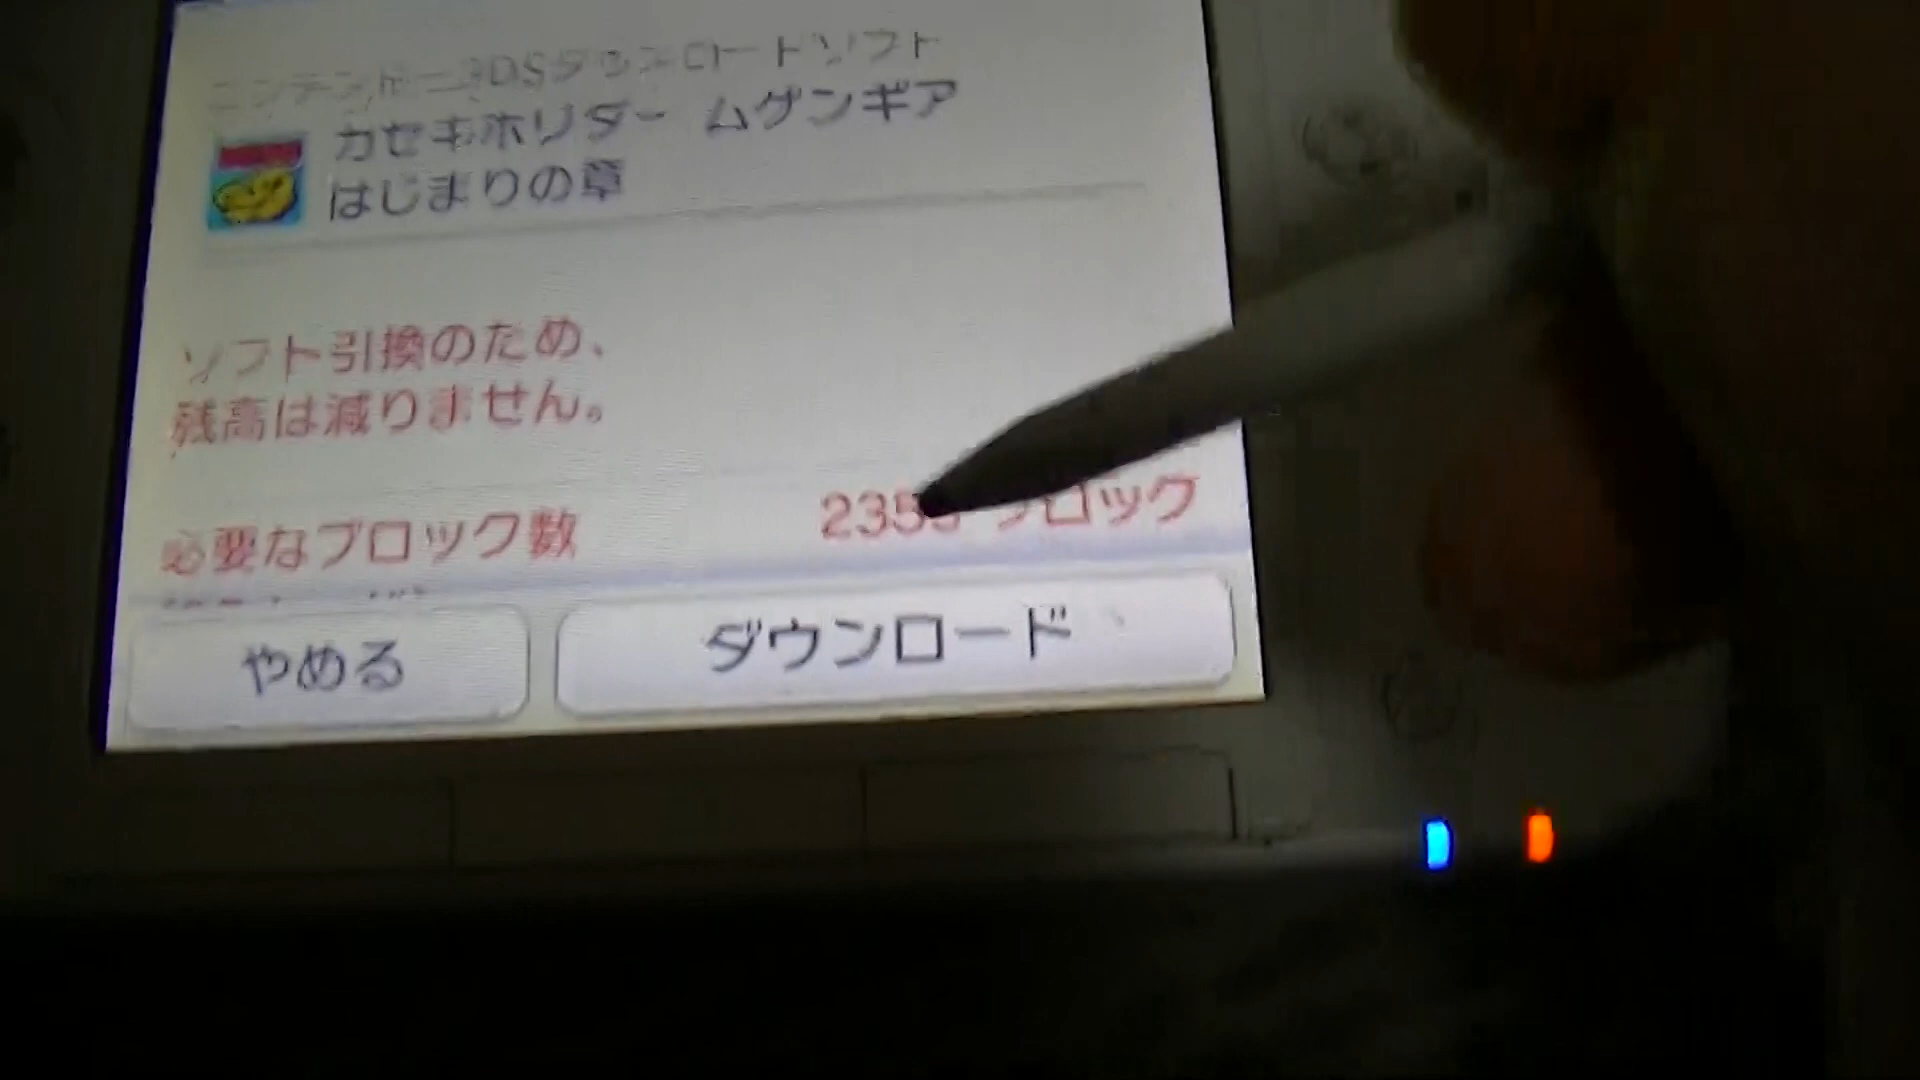 ニンテンドー3DSダウンロードソフト
カセキホリダー ムゲンギア
はじまりの章
ソフト引換のため、
残高は減りません。
必要なブロック数
ブロック
やめる
ダウンロード